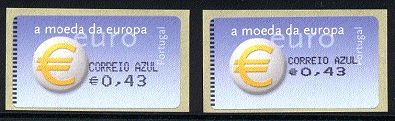 a moeda da europa
euro
Portugal
€
CORREIO AZUL
€0,43
a moeda da europa
euro
Portugal
€
CORREIO AZUL
€0,43